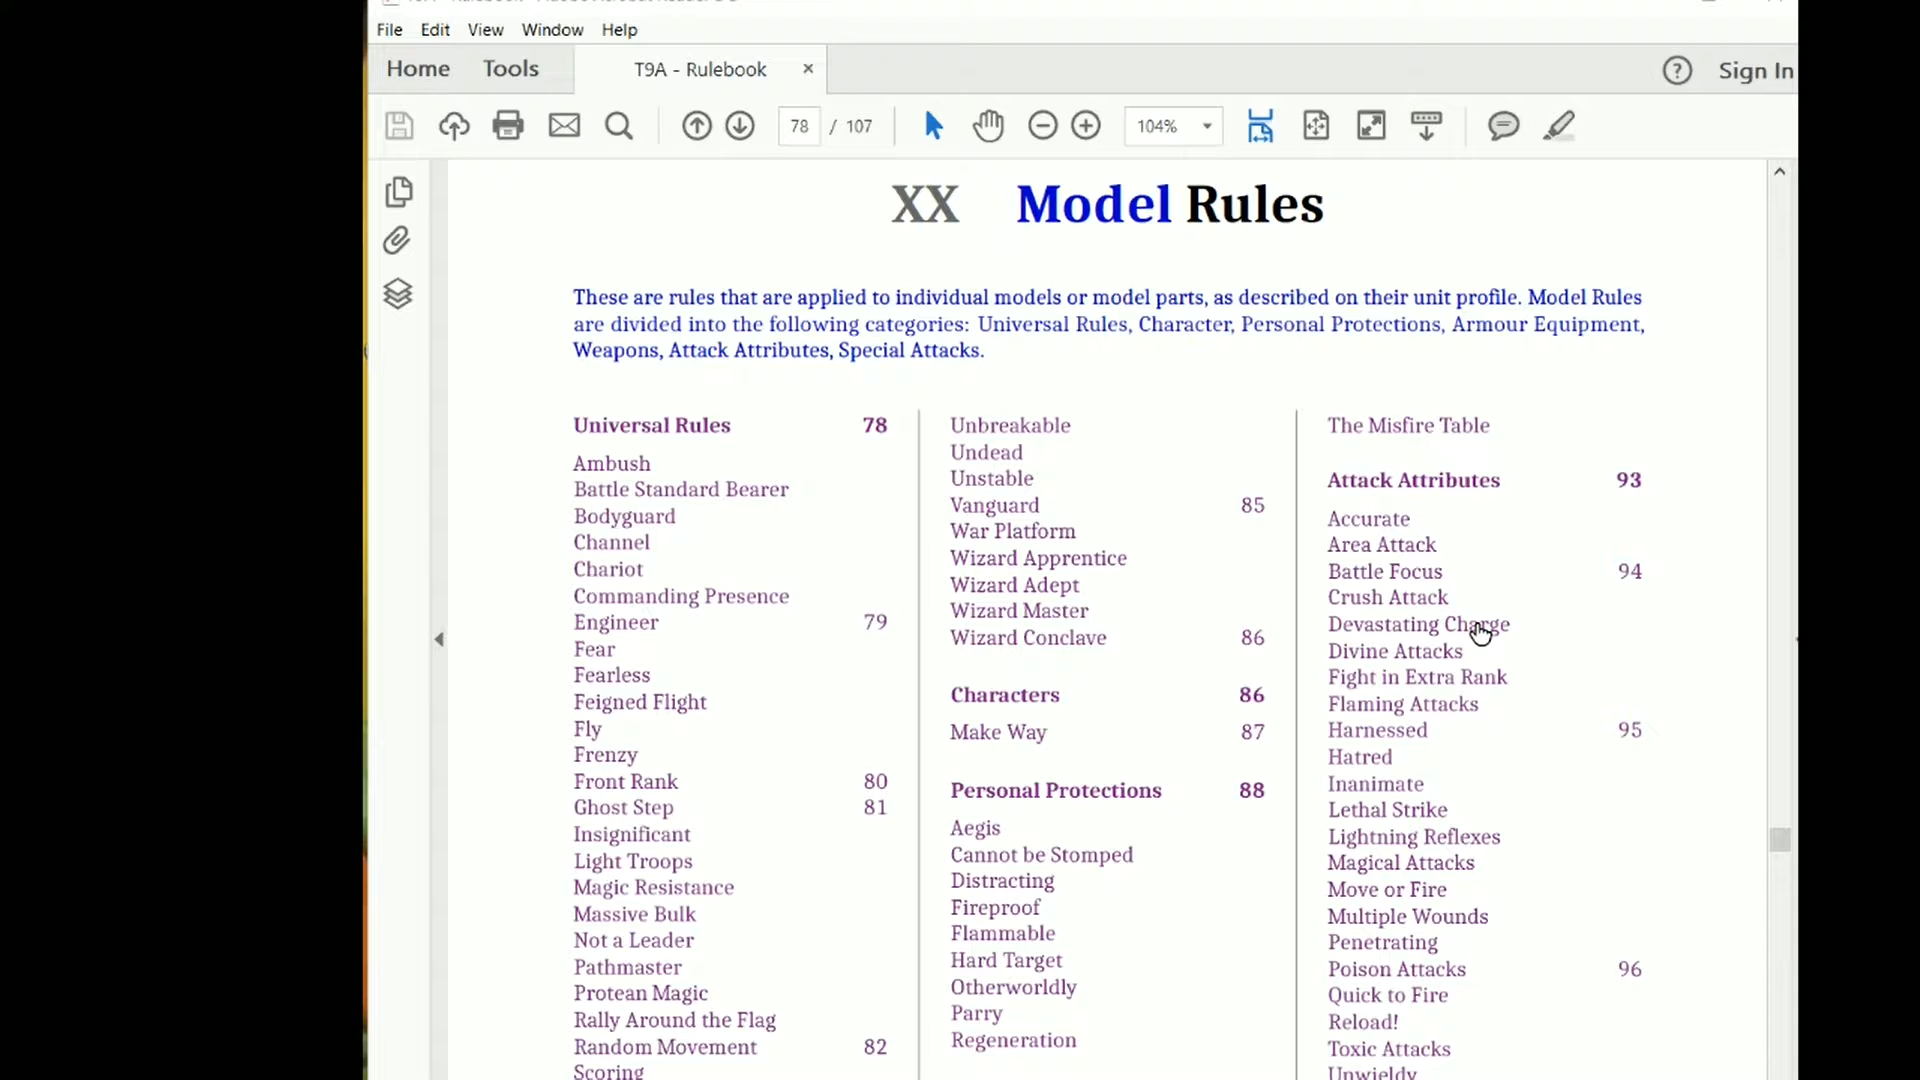 File Edit View Window Help
Home Tools T9A - Rulebook × ? Sign In
78 / 107 104%
XX Model Rules
These are rules that are applied to individual models or model parts, as described on their unit profile. Model Rules
are divided into the following categories: Universal Rules, Character, Personal Protections, Armour Equipment,
Weapons, Attack Attributes, Special Attacks.
Universal Rules 78
Ambush
Battle Standard Bearer
Bodyguard
Channel
Chariot
Commanding Presence
Engineer 79
Fear
Fearless
Feigned Flight
Fly
Frenzy
Front Rank 80
Ghost Step 81
Insignificant
Light Troops
Magic Resistance
Massive Bulk
Not a Leader
Pathmaster
Protean Magic
Rally Around the Flag
Random Movement 82
Scoring
Unbreakable
Undead
Unstable
Vanguard 85
War Platform
Wizard Apprentice
Wizard Adept
Wizard Master
Wizard Conclave 86
Characters 86
Make Way 87
Personal Protections 88
Aegis
Cannot be Stomped
Distracting
Fireproof
Flammable
Hard Target
Otherworldly
Parry
Regeneration
The Misfire Table
Attack Attributes 93
Accurate
Area Attack
Battle Focus 94
Crush Attack
Devastating Charge
Divine Attacks
Fight in Extra Rank
Flaming Attacks
Harnessed 95
Hatred
Inanimate
Lethal Strike
Lightning Reflexes
Magical Attacks
Move or Fire
Multiple Wounds
Penetrating
Poison Attacks 96
Quick to Fire
Reload!
Toxic Attacks
Unwieldy